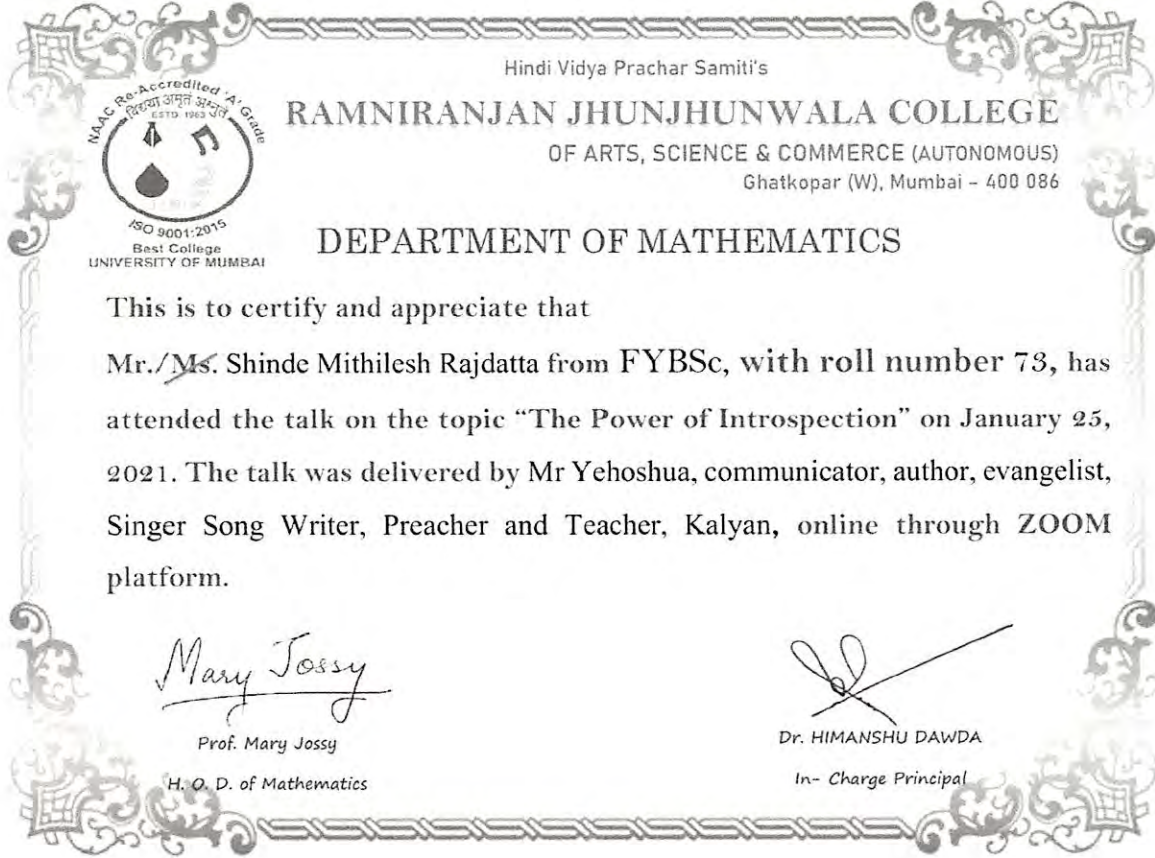 Hindi Vidya Prachar Samiti's
RAMNIRANJAN JHUNJHUNWALA COLLEGE
OF ARTS, SCIENCE & COMMERCE (AUTONOMOUS)
Ghatkopar (W), Mumbai - 400 086
NAAC Re-Accredited 'A' Grade
विद्यया अमृतं अश्नुते
ESTD. 1963
ISO 9001:2015
Best College
UNIVERSITY OF MUMBAI
DEPARTMENT OF MATHEMATICS
This is to certify and appreciate that
Mr./Ms. Shinde Mithilesh Rajdatta from FYBSc, with roll number 73, has
attended the talk on the topic “The Power of Introspection” on January 25,
2021. The talk was delivered by Mr Yehoshua, communicator, author, evangelist,
Singer Song Writer, Preacher and Teacher, Kalyan, online through ZOOM
platform.
Mary Jossy
Prof. Mary Jossy
H. O. D. of Mathematics
Dr. HIMANSHU DAWDA
In- Charge Principal